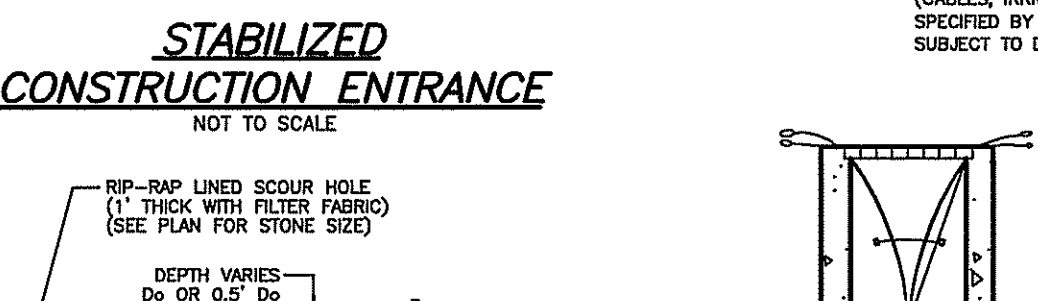 STABILIZED
CONSTRUCTION ENTRANCE
NOT TO SCALE
SPECIFIED BY
SUBJECT TO
RIP-RAP LINED SCOUR HOLE
(1' THICK WITH FILTER FABRIC)
(SEE PLAN FOR STONE SIZE)
DEPTH VARIES
Do OR 0.5' Do